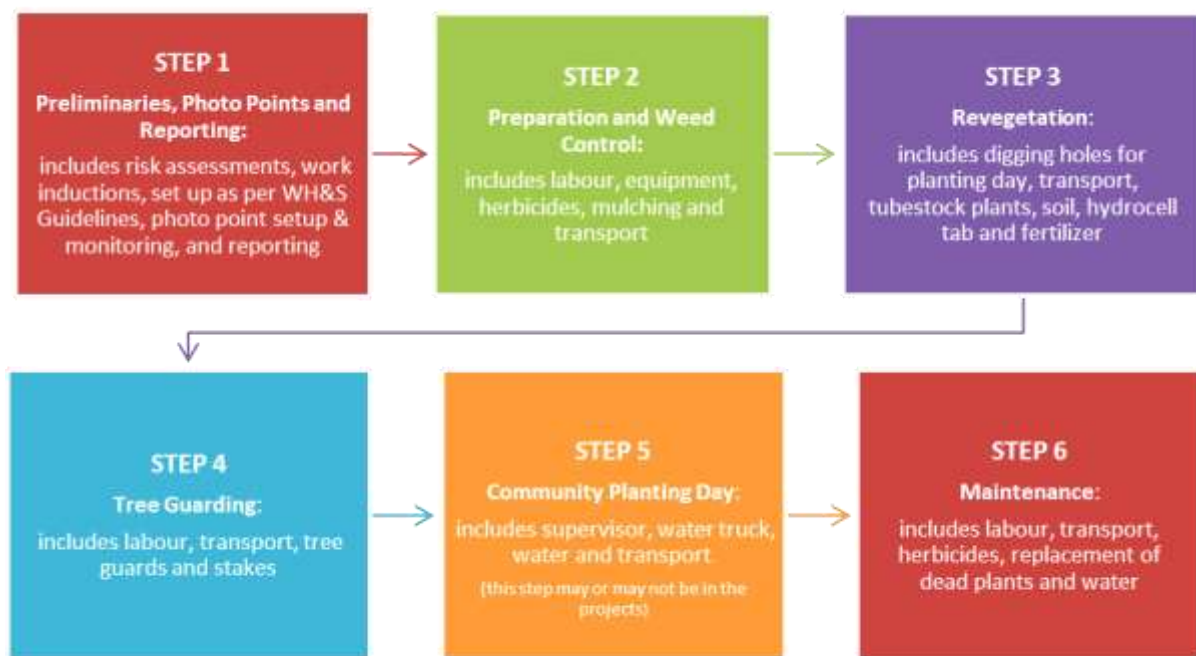 STEP 1
Preliminaries, Photo Points and
Reporting:
includes risk assessments, work
inductions, set up as per WH&S
Guidelines, photo point setup &
monitoring, and reporting
STEP 2
Preparation and Weed
Control:
includes labour, equipment,
herbicides, mulching and
transport
STEP 3
Revegetation:
includes digging holes for
planting day, transport,
tubestock plants, soil, hydrocell
tab and fertilizer
STEP 4
Tree Guarding:
includes labour, transport, tree
guards and stakes
STEP 5
Community Planting Day:
includes supervisor, water truck,
water and transport
(this step may or may not be in the
projects)
STEP 6
Maintenance:
includes labour, transport,
herbicides, replacement of
dead plants and water